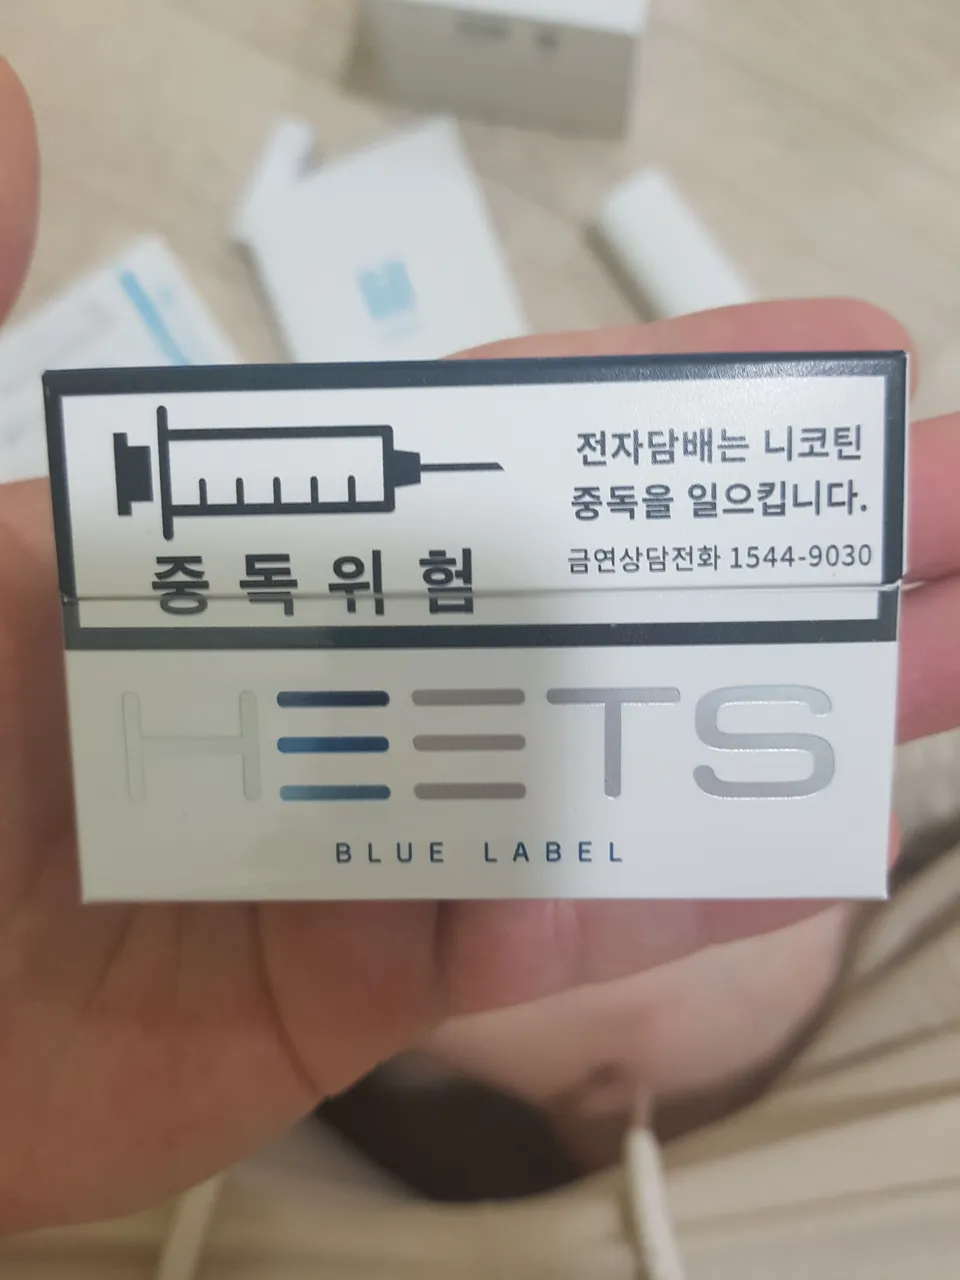 전자담배는 니코틴
중독을 일으킵니다.
금연상담전화 1544-9030
중독위험
HEETS
BLUE LABEL